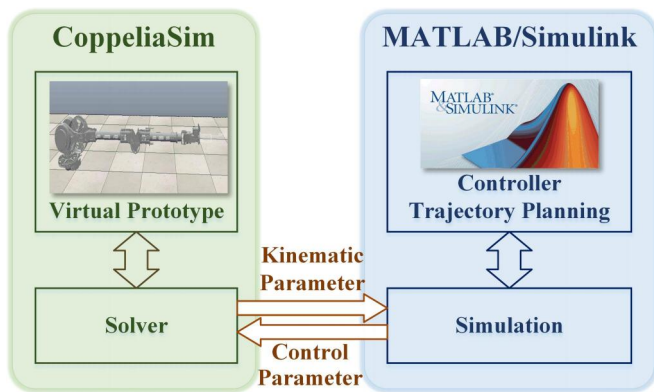 CoppeliaSim
Virtual Prototype
Solver
Kinematic
Parameter
Control
Parameter
MATLAB/Simulink
MATLAB®
&SIMULINK®
Controller
Trajectory Planning
Simulation